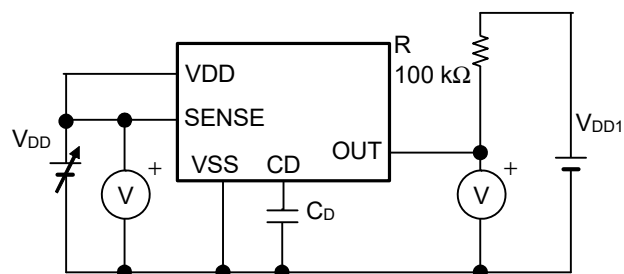 R
100 kΩ
VDD
SENSE
VDD
VDD1
OUT
VSS
CD
+
V
+
V
CD